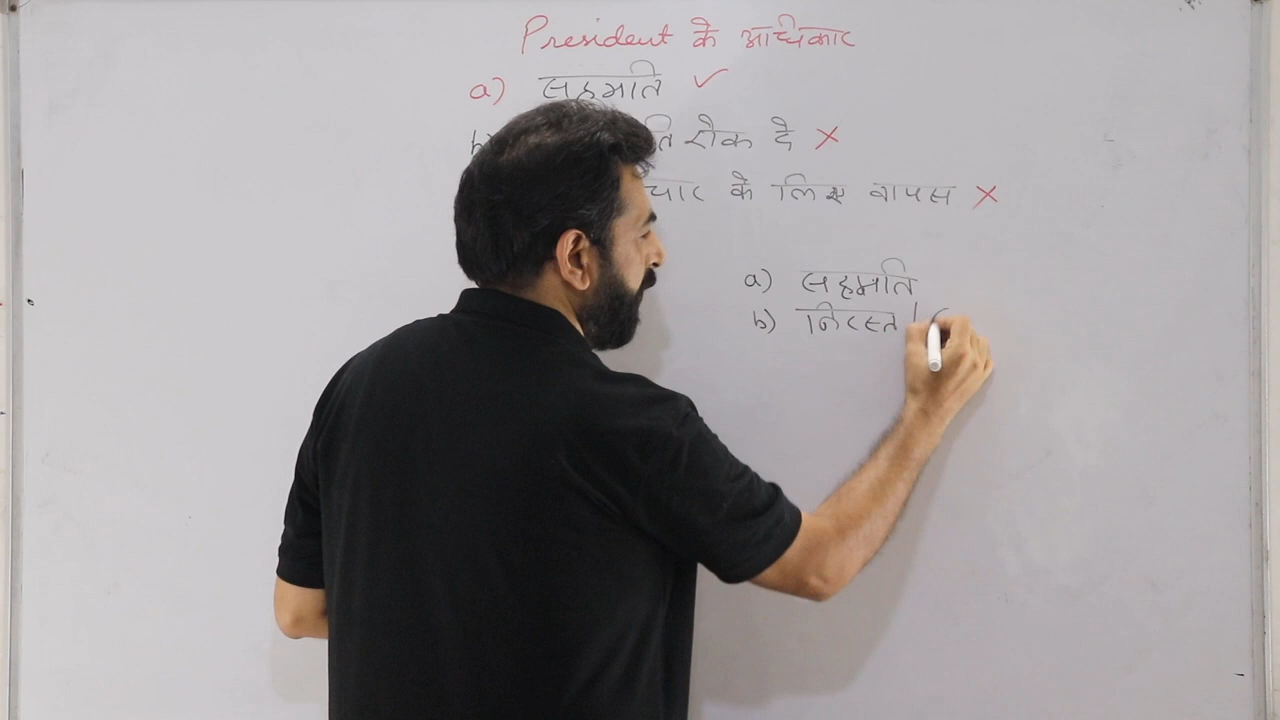 President के अधिकार
a) सहमति ✓
रोक दे ✗
के लिए वापस ✗
a) सहमति
b) निरस्त